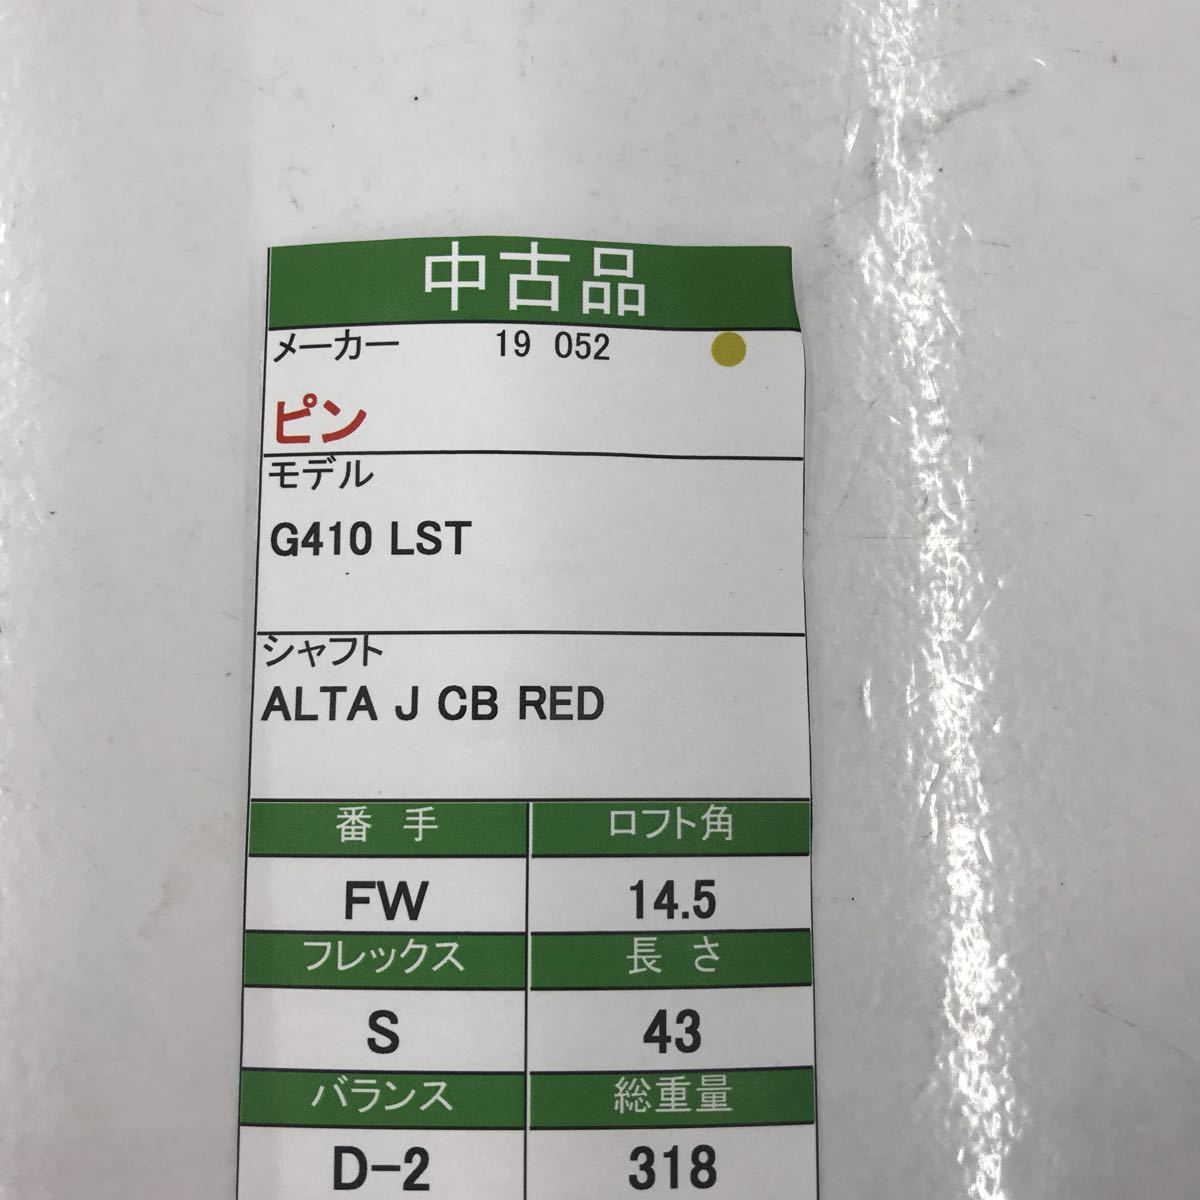 中古品
メーカー 19 052
ピン
モデル
G410 LST
シャフト
ALTA J CB RED
番 手 ロフト角
FW 14.5
フレックス 長 さ
S 43
バランス 総重量
D-2 318